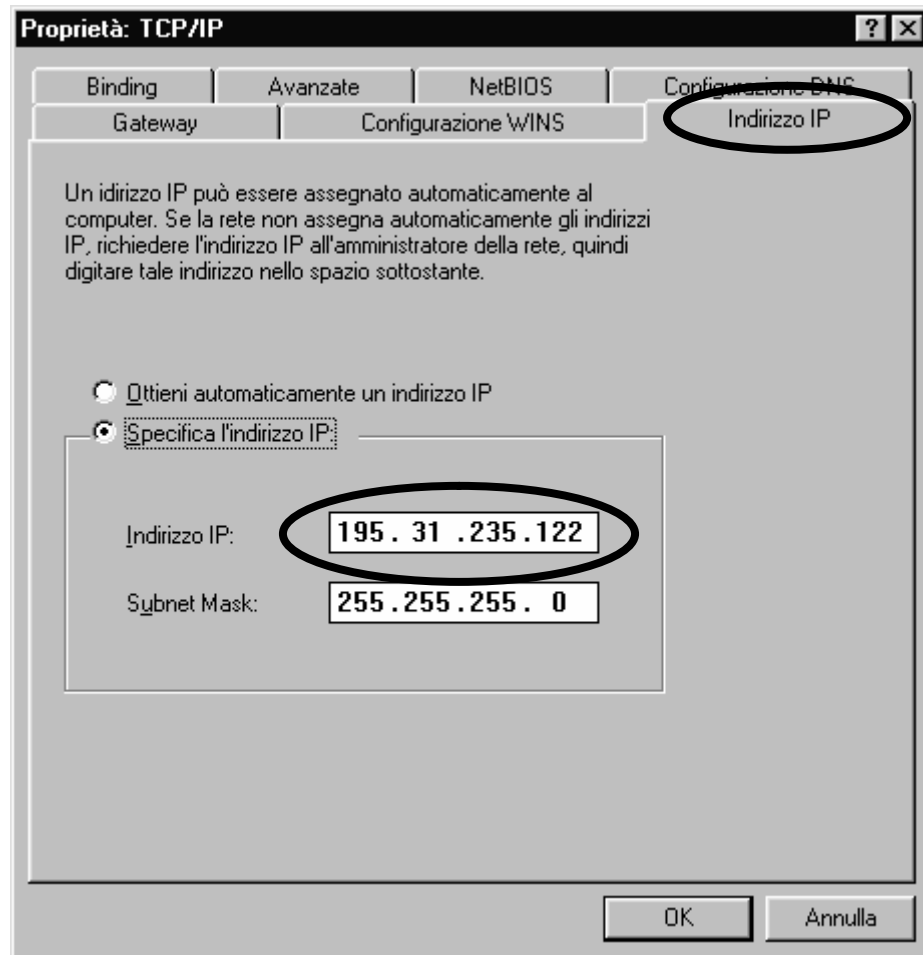 Proprietà: TCP/IP
Binding Avanzate NetBIOS Configurazione DNS
Gateway Configurazione WINS Indirizzo IP
Un idirizzo IP può essere assegnato automaticamente al
computer. Se la rete non assegna automaticamente gli indirizzi
IP, richiedere l'indirizzo IP all'amministratore della rete, quindi
digitare tale indirizzo nello spazio sottostante.
Ottieni automaticamente un indirizzo IP
Specifica l'indirizzo IP:
Indirizzo IP: 195. 31 .235.122
Subnet Mask: 255.255.255. 0
OK Annulla